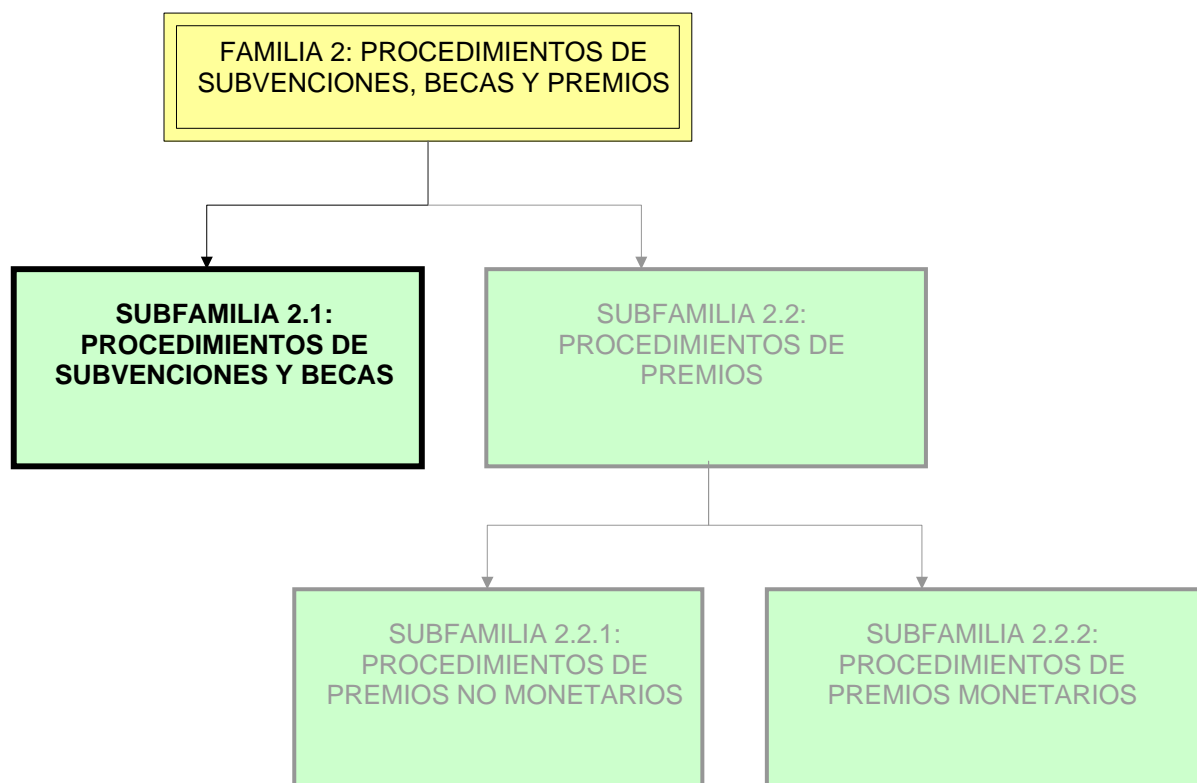 FAMILIA 2: PROCEDIMIENTOS DE
SUBVENCIONES, BECAS Y PREMIOS
SUBFAMILIA 2.1:
PROCEDIMIENTOS DE
SUBVENCIONES Y BECAS
SUBFAMILIA 2.2:
PROCEDIMIENTOS DE
PREMIOS
SUBFAMILIA 2.2.1:
PROCEDIMIENTOS DE
PREMIOS NO MONETARIOS
SUBFAMILIA 2.2.2:
PROCEDIMIENTOS DE
PREMIOS MONETARIOS